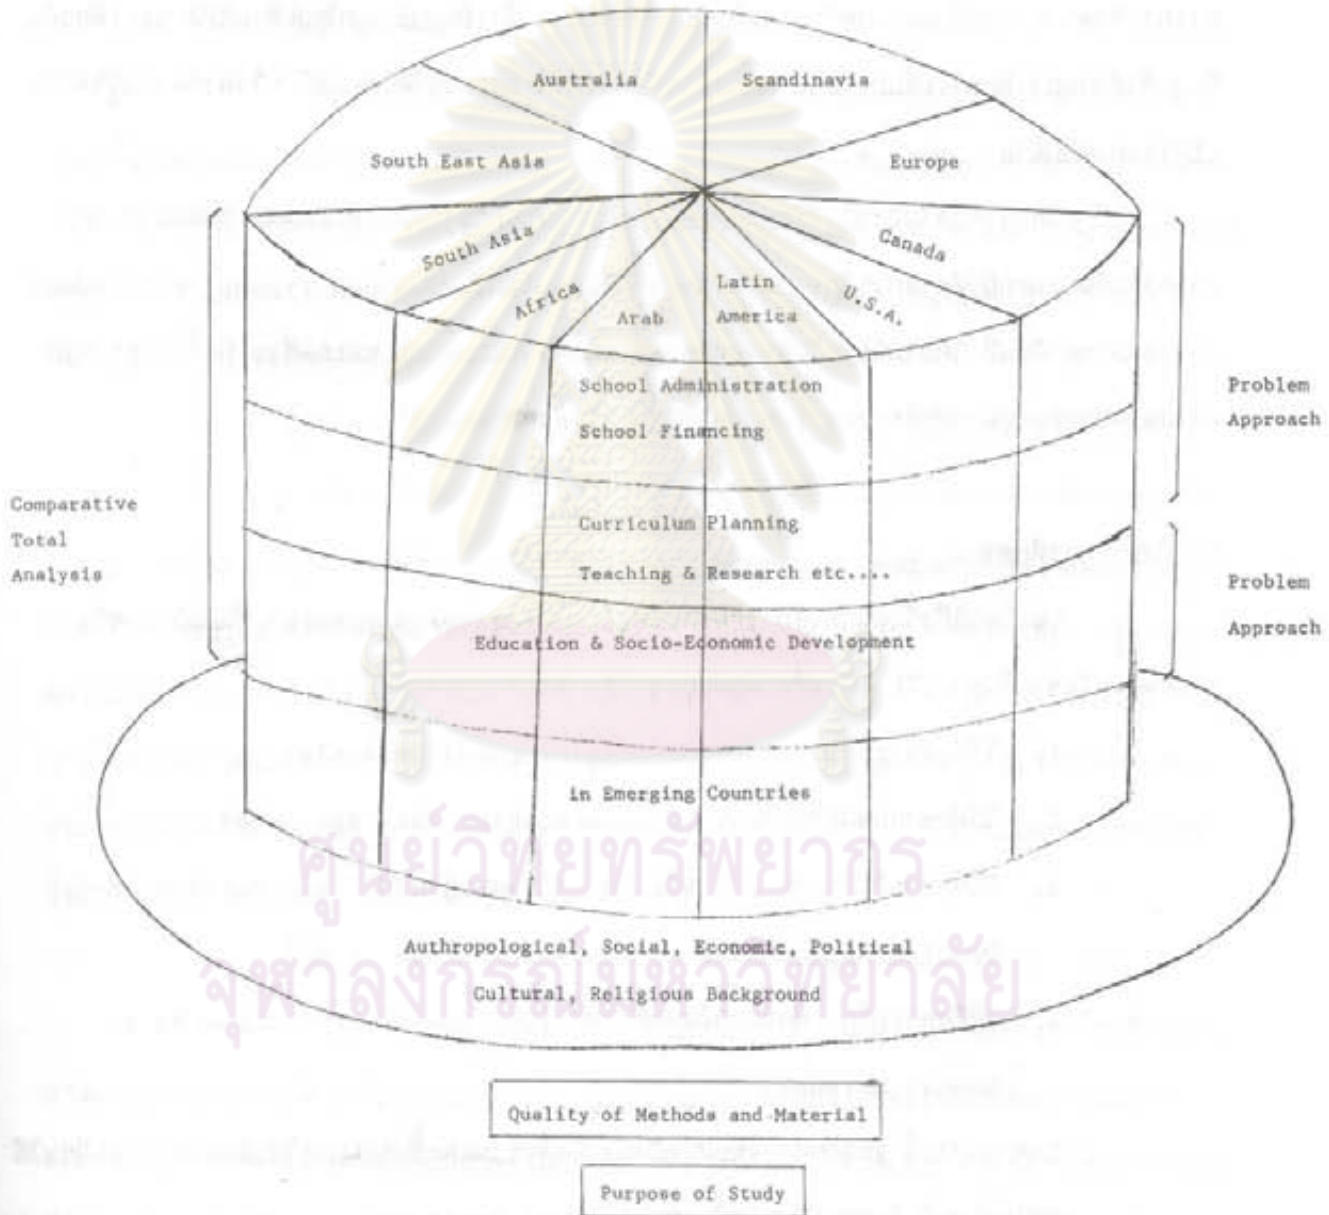 Australia
Scandinavia
South East Asia
Europe
South Asia
Canada
Africa
Arab
Latin
America
U.S.A.
School Administration
School Financing
Problem
Approach
Comparative
Total
Analysis
Curriculum Planning
Teaching & Research etc....
Problem
Approach
Education & Socio-Economic Development
in Emerging Countries
ศูนย์วิทยทรัพยากร
Authropological, Social, Economic, Political
จุฬาลงกรณ์มหาวิทยาลัย
Cultural, Religious Background
Quality of Methods and Material
Purpose of Study